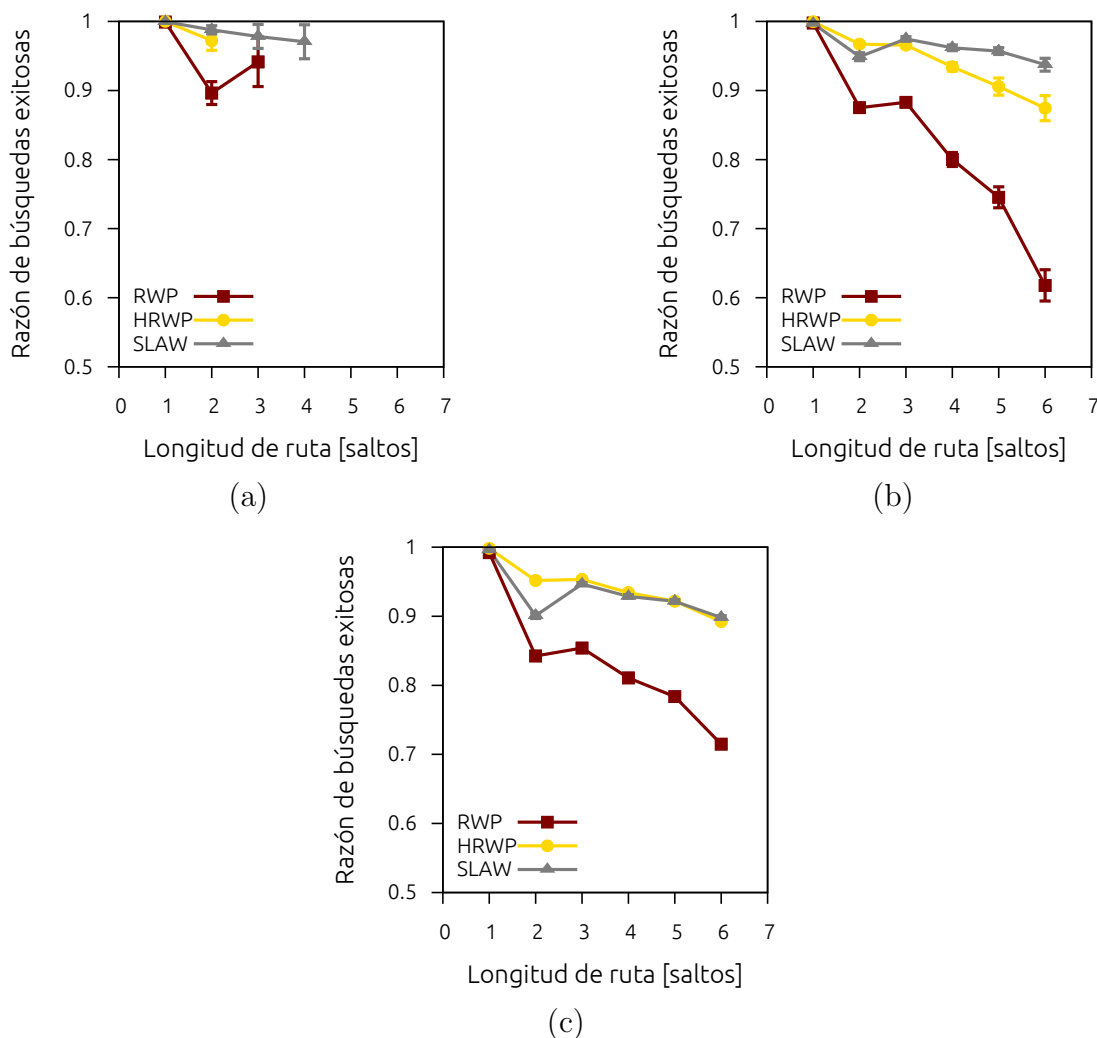 Razón de búsquedas exitosas
1
0.9
0.8
0.7
0.6
0.5
RWP
HRWP
SLAW
0 1 2 3 4 5 6 7
Longitud de ruta [saltos]
(a)
Razón de búsquedas exitosas
1
0.9
0.8
0.7
0.6
0.5
RWP
HRWP
SLAW
0 1 2 3 4 5 6 7
Longitud de ruta [saltos]
(b)
Razón de búsquedas exitosas
1
0.9
0.8
0.7
0.6
0.5
RWP
HRWP
SLAW
0 1 2 3 4 5 6 7
Longitud de ruta [saltos]
(c)